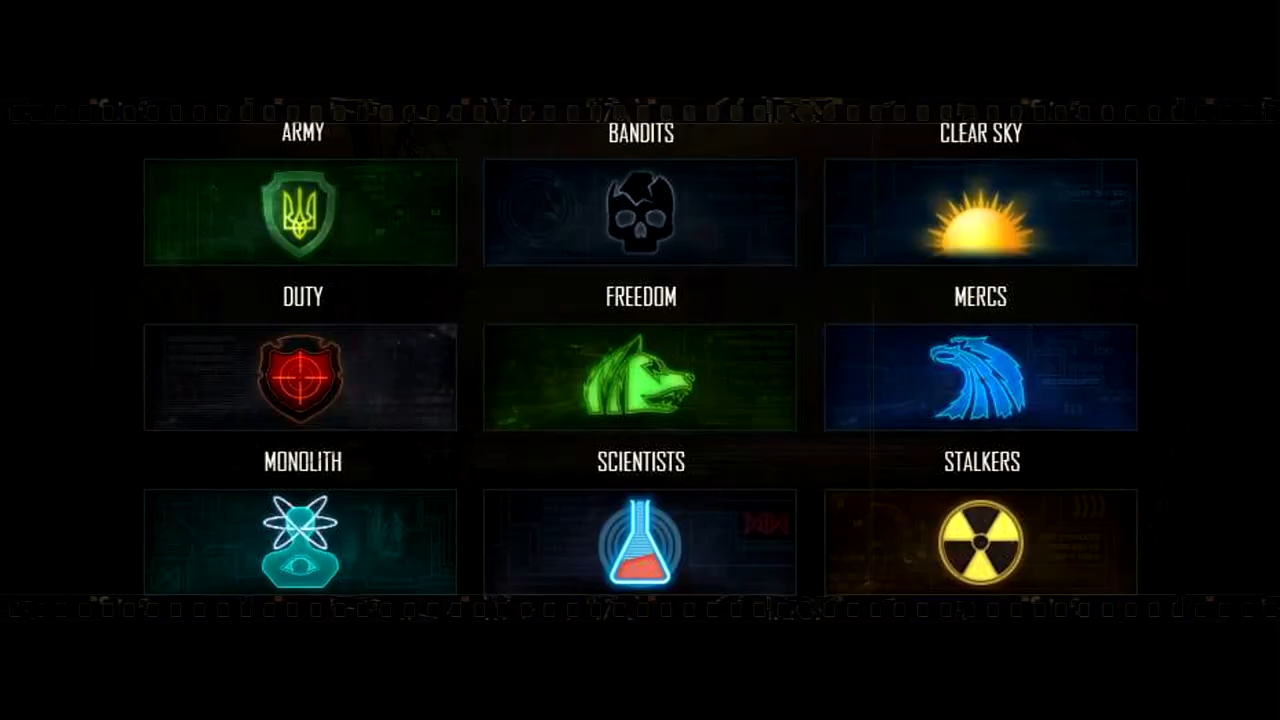 ARMY
BANDITS
CLEAR SKY
DUTY
FREEDOM
MERCS
MONOLITH
SCIENTISTS
STALKERS